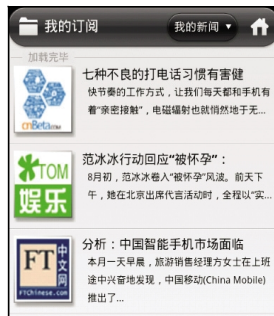 我的订阅
我的新闻
加载完毕
七种不良的打电话习惯有害健
快节奏的工作方式，让我们每天都和手机有
着“亲密接触”，电磁辐射也就悄然地于无...
cnBeta.com
范冰冰行动回应“被怀孕”：
8月初，范冰冰卷入“被怀孕”风波。前天下
午，她在北京出席代言活动时，全程以“实...
TOM
娱乐
分析：中国智能手机市场面临
本月一天早晨，旅游销售经理方女士在上班
途中兴奋地发现，中国移动(China Mobile)
推出了...
FT
中文网
FTChinese.com